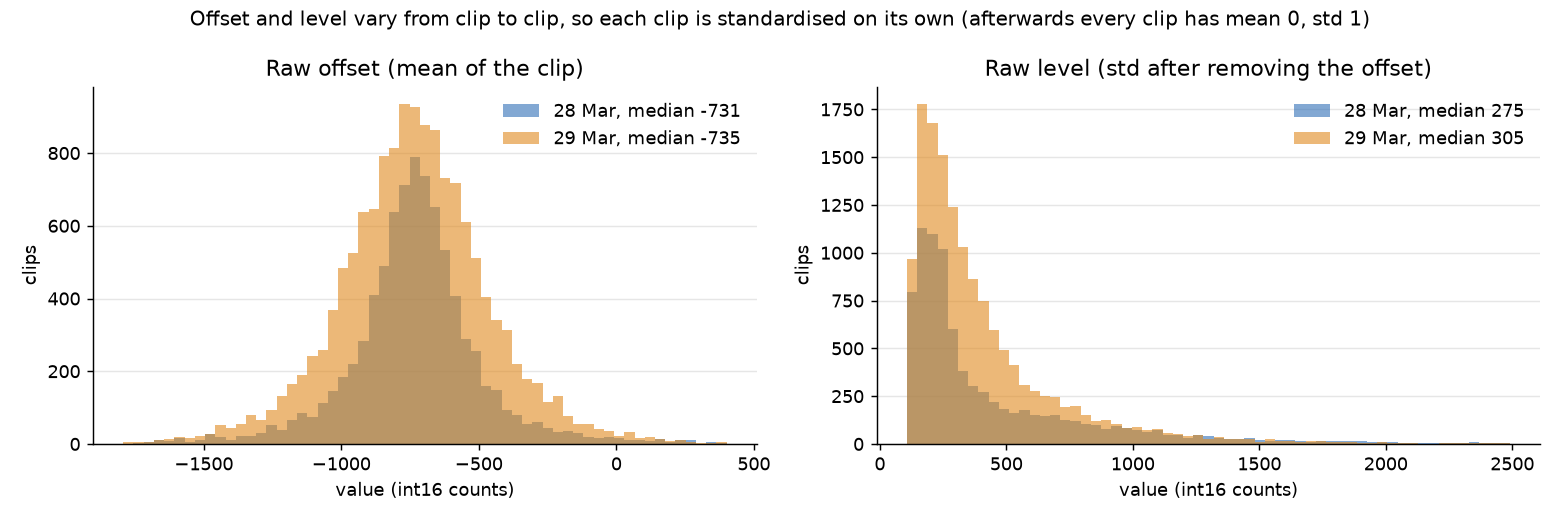 Offset and level vary from clip to clip, so each clip is standardised on its own (afterwards every clip has mean 0, std 1)
Raw offset (mean of the clip)
28 Mar, median -731
29 Mar, median -735
800
600
400
200
0
clips
−1500
−1000
−500
0
500
value (int16 counts)
Raw level (std after removing the offset)
28 Mar, median 275
29 Mar, median 305
1750
1500
1250
1000
750
500
250
0
clips
0
500
1000
1500
2000
2500
value (int16 counts)